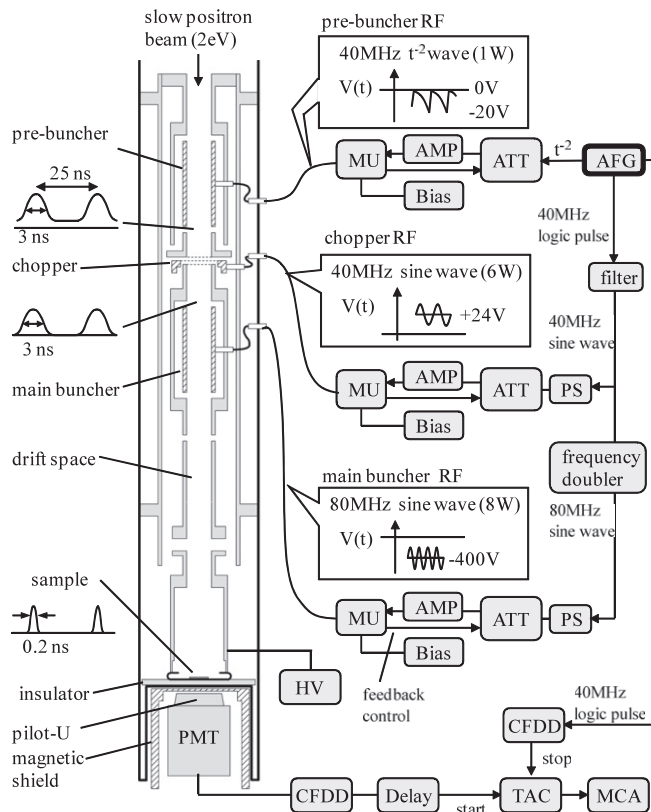 slow positron
beam (2eV)
pre-buncher RF
40MHz t-2 wave (1W)
V(t)
0V
-20V
pre-buncher
25 ns
3 ns
chopper
MU
AMP
ATT
t-2
AFG
Bias
40MHz
logic pulse
filter
chopper RF
40MHz sine wave (6W)
V(t)
+24V
40MHz
sine wave
3 ns
main buncher
MU
AMP
ATT
PS
Bias
drift space
frequency
doubler
main buncher RF
80MHz sine wave (8W)
V(t)
-400V
80MHz
sine wave
sample
0.2 ns
MU
AMP
ATT
PS
Bias
HV
feedback
control
insulator
pilot-U
magnetic
shield
PMT
CFDD
40MHz
logic pulse
stop
CFDD
Delay
start
TAC
MCA